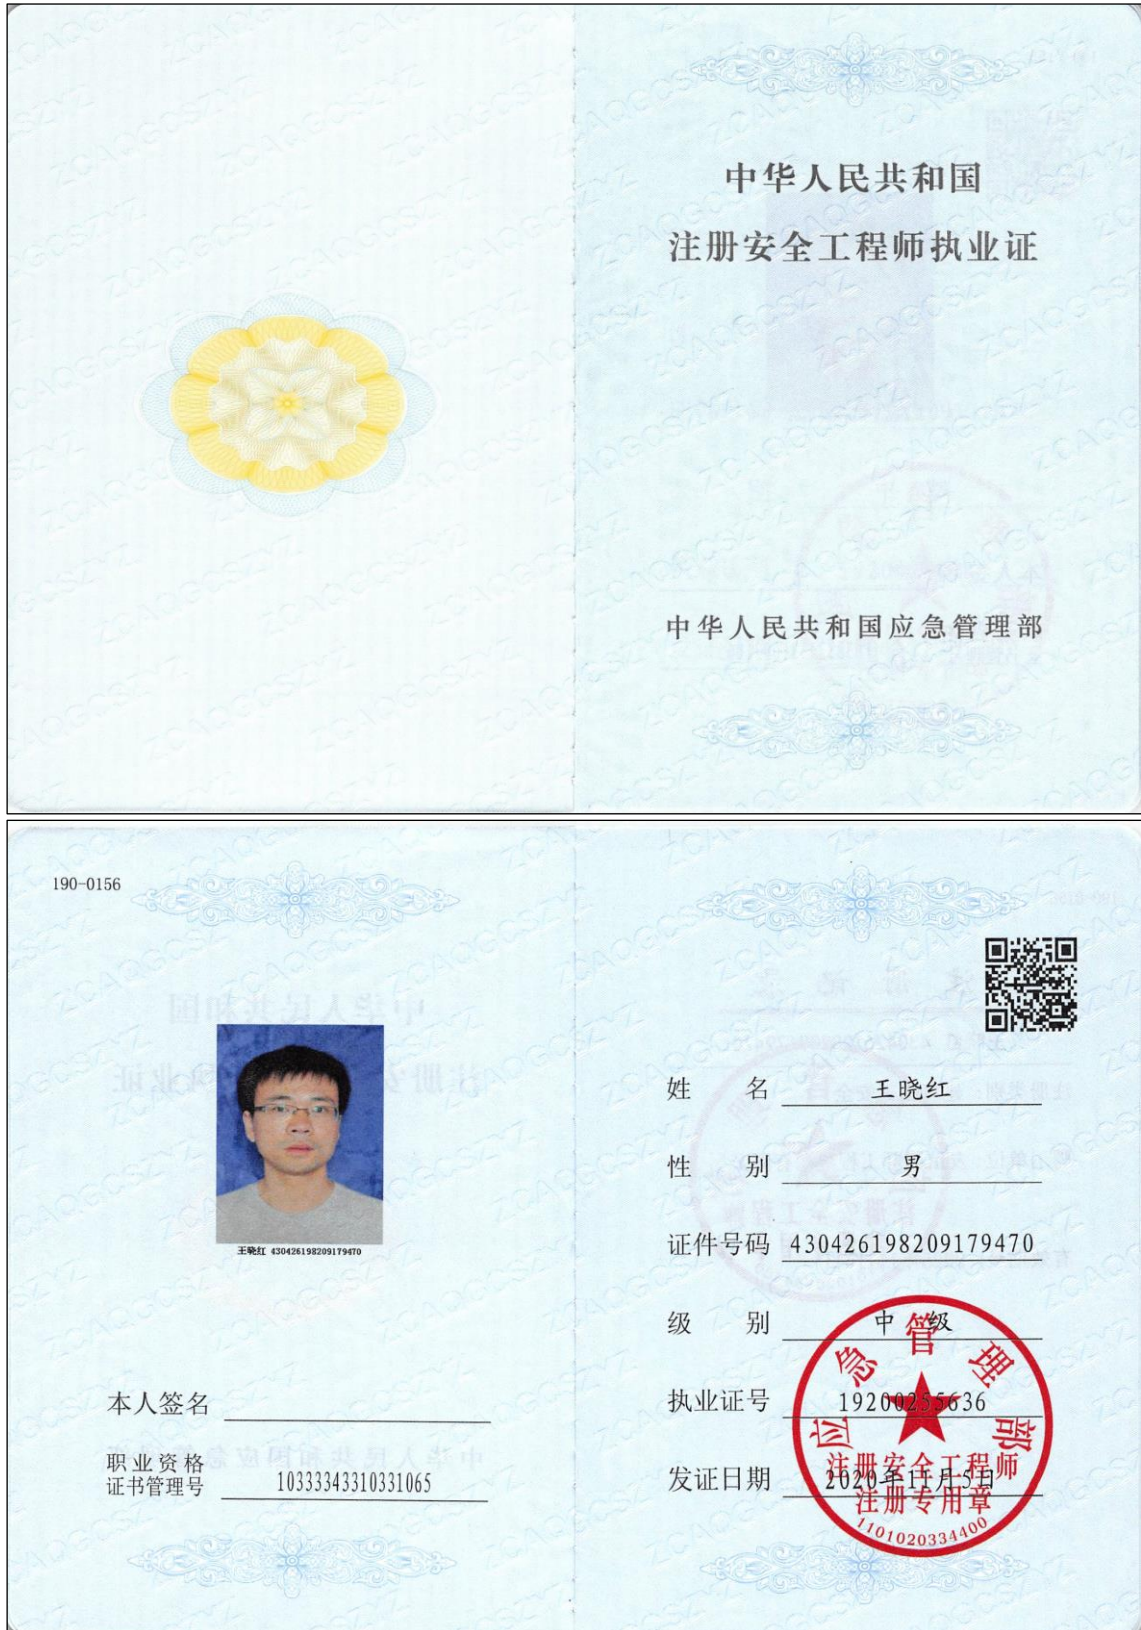 中华人民共和国
注册安全工程师执业证
中华人民共和国应急管理部
190-0156
王晓红 430426198209179470
本人签名
职业资格
证书管理号 10333343310331065
姓 名 王晓红
性 别 男
证件号码 430426198209179470
级 别 中级
执业证号 19200255636
发证日期 2020年11月5日
应急管理部
注册安全工程师
注册专用章
1101020334400